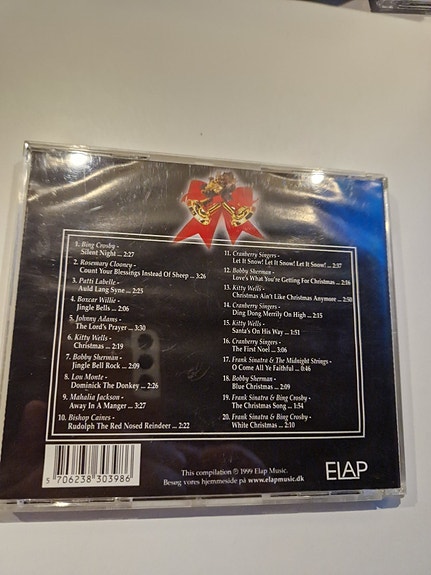 1. Bing Crosby -
Silent Night ... 2:27
2. Rosemary Clooney -
Count Your Blessings Instead Of Sheep ... 3:26
3. Patti Labelle -
Auld Lang Syne ... 2:25
4. Boxcar Willie -
Jingle Bells ... 2:06
5. Johnny Adams -
The Lord's Prayer ... 3:30
6. Kitty Wells -
Christmas ... 2:19
7. Bobby Sherman -
Jingle Bell Rock ... 2:09
8. Lou Monte -
Dominick The Donkey ... 2:26
9. Mahalia Jackson -
Away In A Manger ... 3:27
10. Bishop Caines -
Rudolph The Red Nosed Reindeer ... 2:22
11. Cranberry Singers -
Let It Snow! Let It Snow! Let It Snow! ... 2:37
12. Bobby Sherman -
Love's What You're Getting For Christmas ... 2:16
13. Kitty Wells -
Christmas Ain't Like Christmas Anymore ... 2:50
14. Cranberry Singers -
Ding Dong Merrily On High ... 2:15
15. Kitty Wells -
Santa's On His Way ... 1:51
16. Cranberry Singers -
The First Noel ... 3:06
17. Frank Sinatra & The Midnight Strings -
O Come All Ye Faithful ... 0:46
18. Bobby Sherman -
Blue Christmas ... 2:09
19. Frank Sinatra & Bing Crosby -
The Christmas Song ... 1:54
20. Frank Sinatra & Bing Crosby -
White Christmas ... 2:10
5 706238 303986
This compilation ℗ 1999 Elap Music.
Besøg vores hjemmeside på www.elapmusic.dk
ELAP